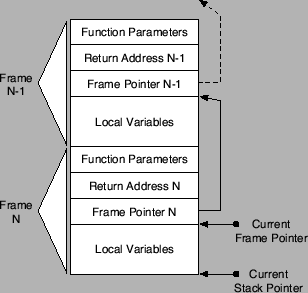 Function Parameters
Return Address N-1
Frame
N-1
Frame Pointer N-1
Local Variables
Function Parameters
Return Address N
Frame
N
Frame Pointer N
Current
Frame Pointer
Local Variables
Current
Stack Pointer